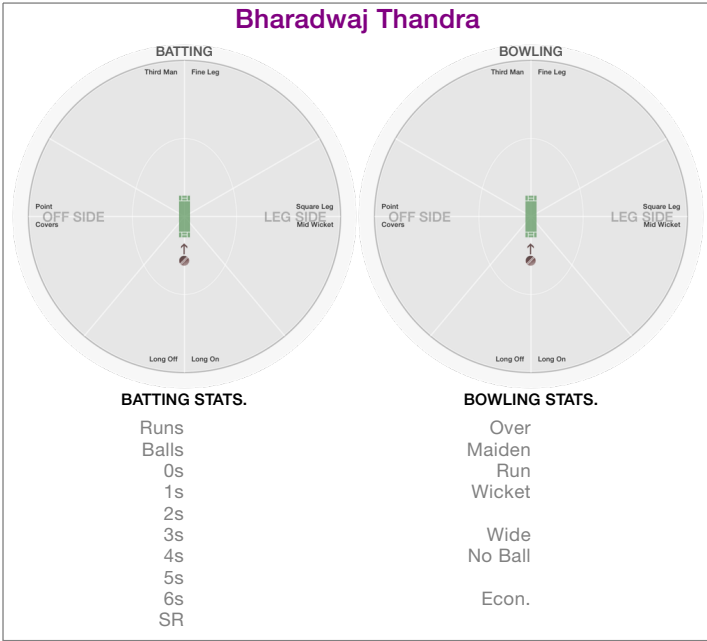 Bharadwaj Thandra
BATTING
Third Man Fine Leg
Point
OFF SIDE
Covers
Square Leg
LEG SIDE
Mid Wicket
Long Off Long On
BOWLING
Third Man Fine Leg
Point
OFF SIDE
Covers
Square Leg
LEG SIDE
Mid Wicket
Long Off Long On
BATTING STATS.
Runs
Balls
0s
1s
2s
3s
4s
5s
6s
SR
BOWLING STATS.
Over
Maiden
Run
Wicket
Wide
No Ball
Econ.